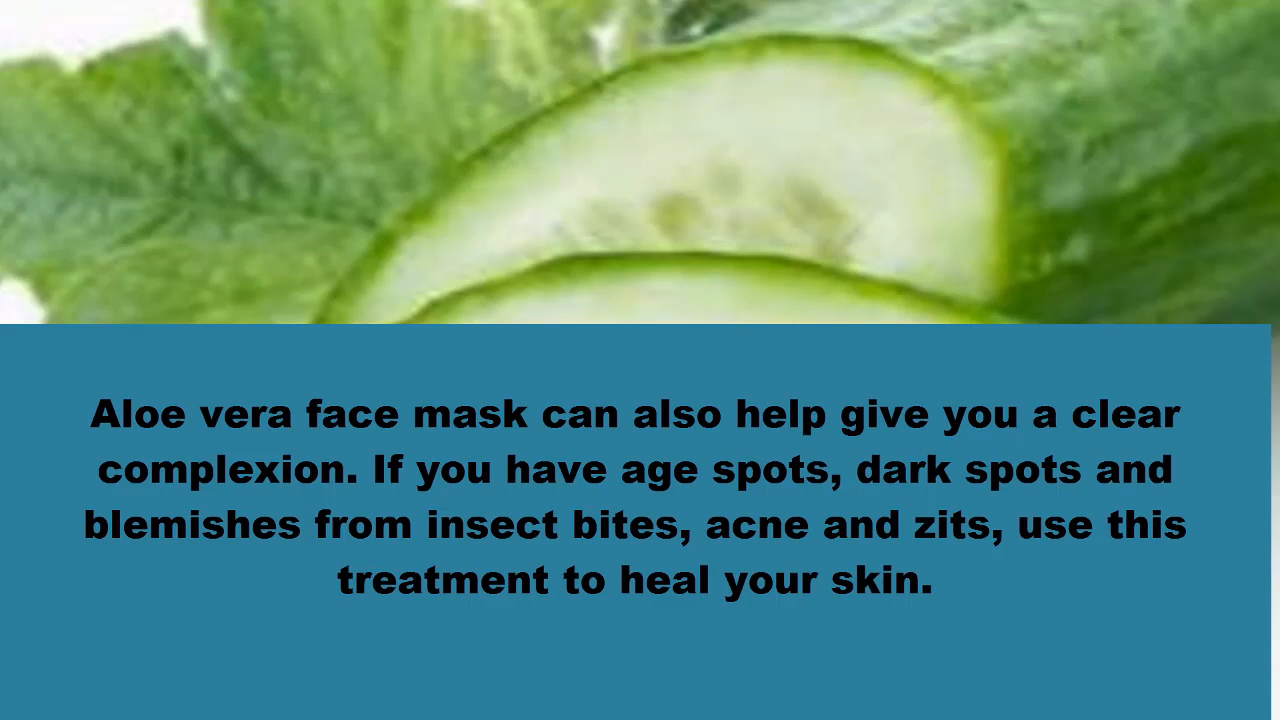 Aloe vera face mask can also help give you a clear
complexion. If you have age spots, dark spots and
blemishes from insect bites, acne and zits, use this
treatment to heal your skin.